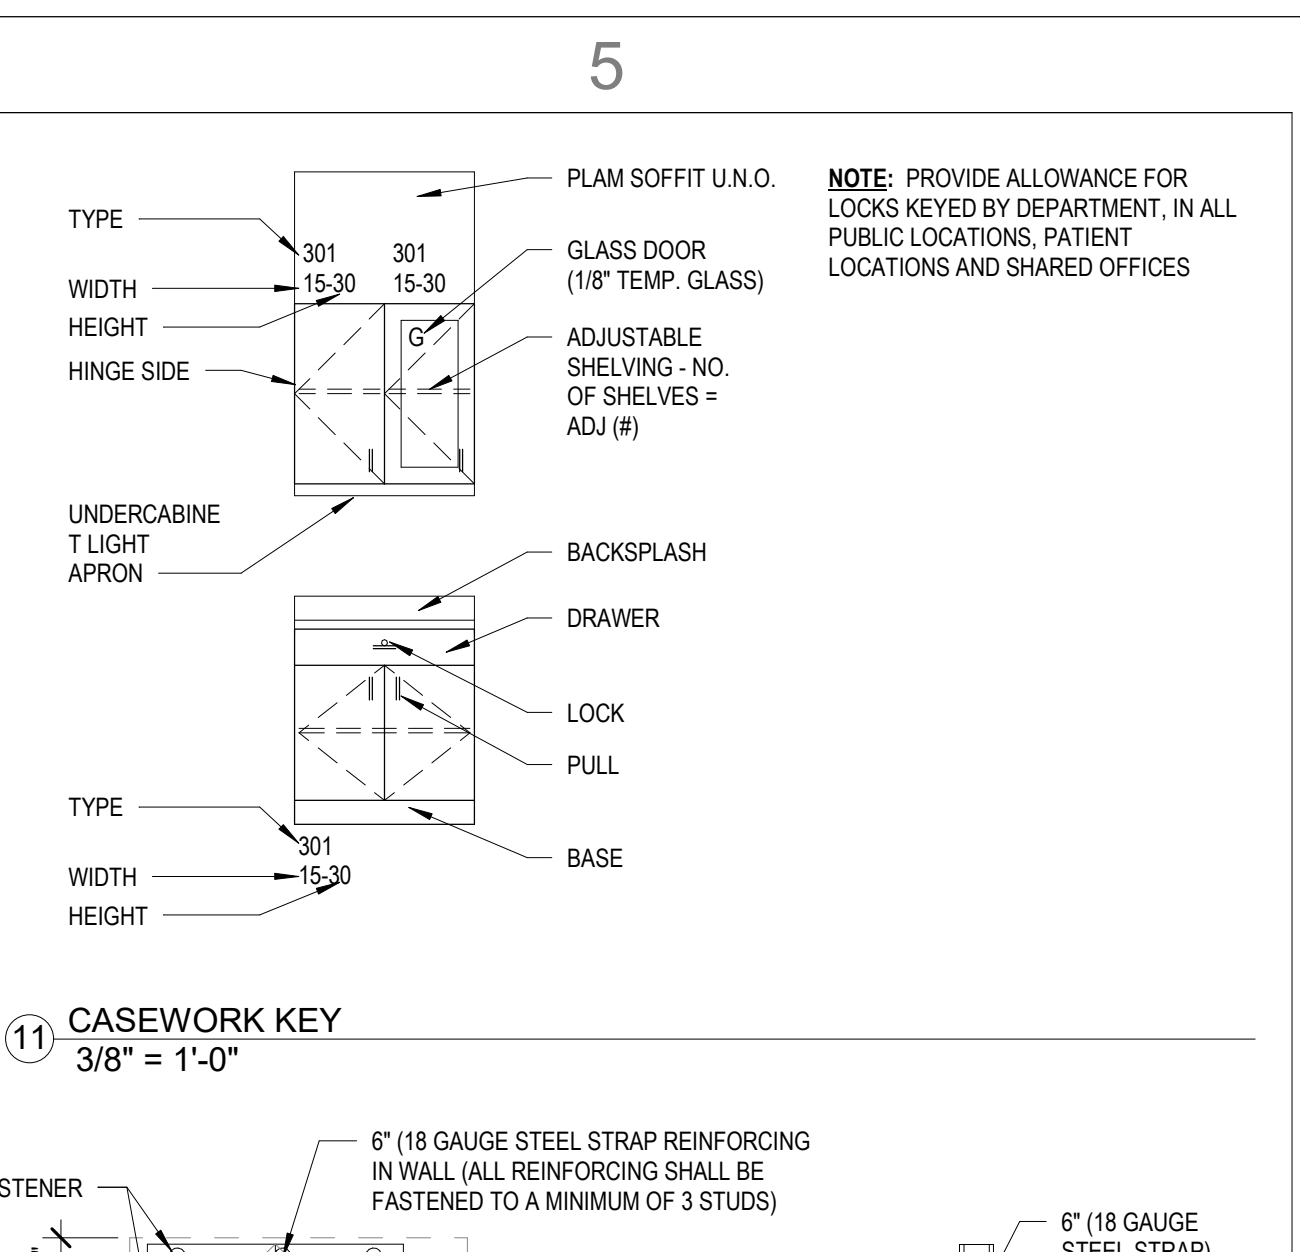 5
PLAM SOFFIT U.N.O.
NOTE: PROVIDE ALLOWANCE FOR
LOCKS KEYED BY DEPARTMENT, IN ALL
PUBLIC LOCATIONS, PATIENT
LOCATIONS AND SHARED OFFICES
TYPE
WIDTH
HEIGHT
HINGE SIDE
301
15-30
301
15-30
G
GLASS DOOR
(1/8" TEMP. GLASS)
ADJUSTABLE
SHELVING - NO.
OF SHELVES =
ADJ (#)
UNDERCABINE
T LIGHT
APRON
BACKSPLASH
DRAWER
LOCK
PULL
BASE
TYPE
WIDTH
HEIGHT
301
15-30
11
CASEWORK KEY
3/8" = 1'-0"
6" (18 GAUGE STEEL STRAP REINFORCING
IN WALL (ALL REINFORCING SHALL BE
FASTENED TO A MINIMUM OF 3 STUDS)
STENER
6" (18 GAUGE
STEEL STRAP)